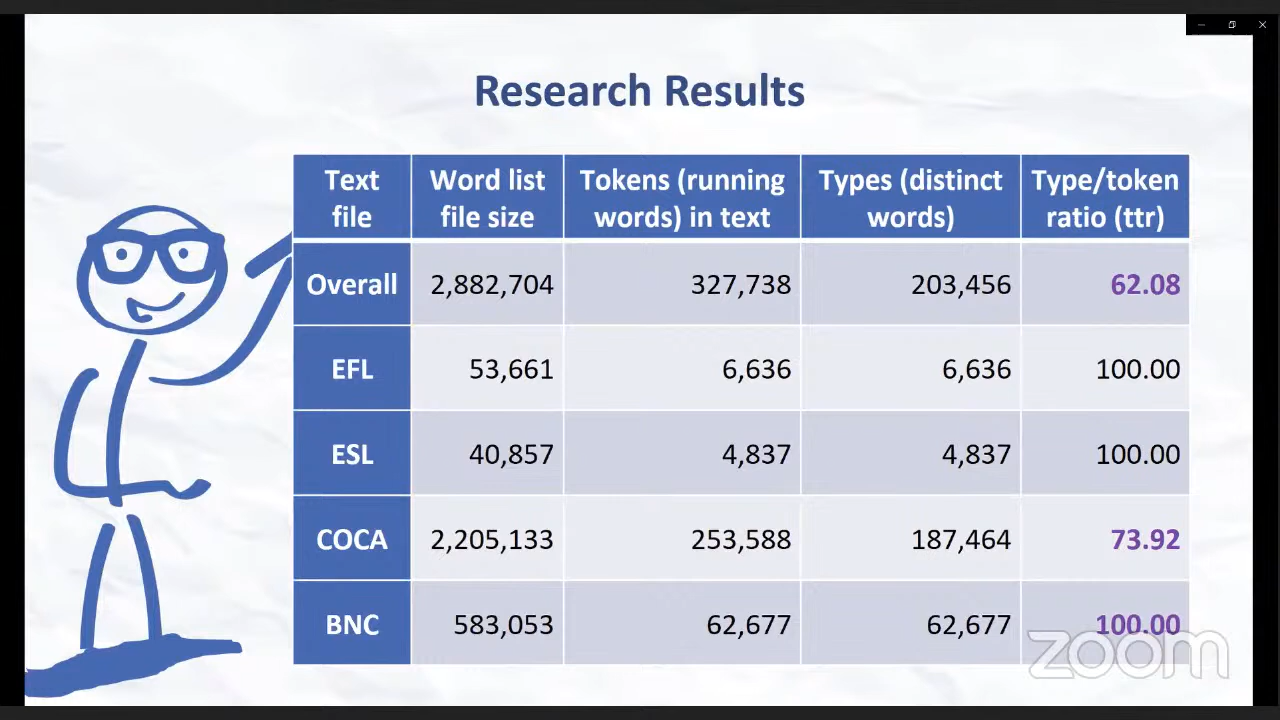 Research Results
Text file | Word list file size | Tokens (running words) in text | Types (distinct words) | Type/token ratio (ttr)
Overall | 2,882,704 | 327,738 | 203,456 | 62.08
EFL | 53,661 | 6,636 | 6,636 | 100.00
ESL | 40,857 | 4,837 | 4,837 | 100.00
COCA | 2,205,133 | 253,588 | 187,464 | 73.92
BNC | 583,053 | 62,677 | 62,677 | 100.00
zoom